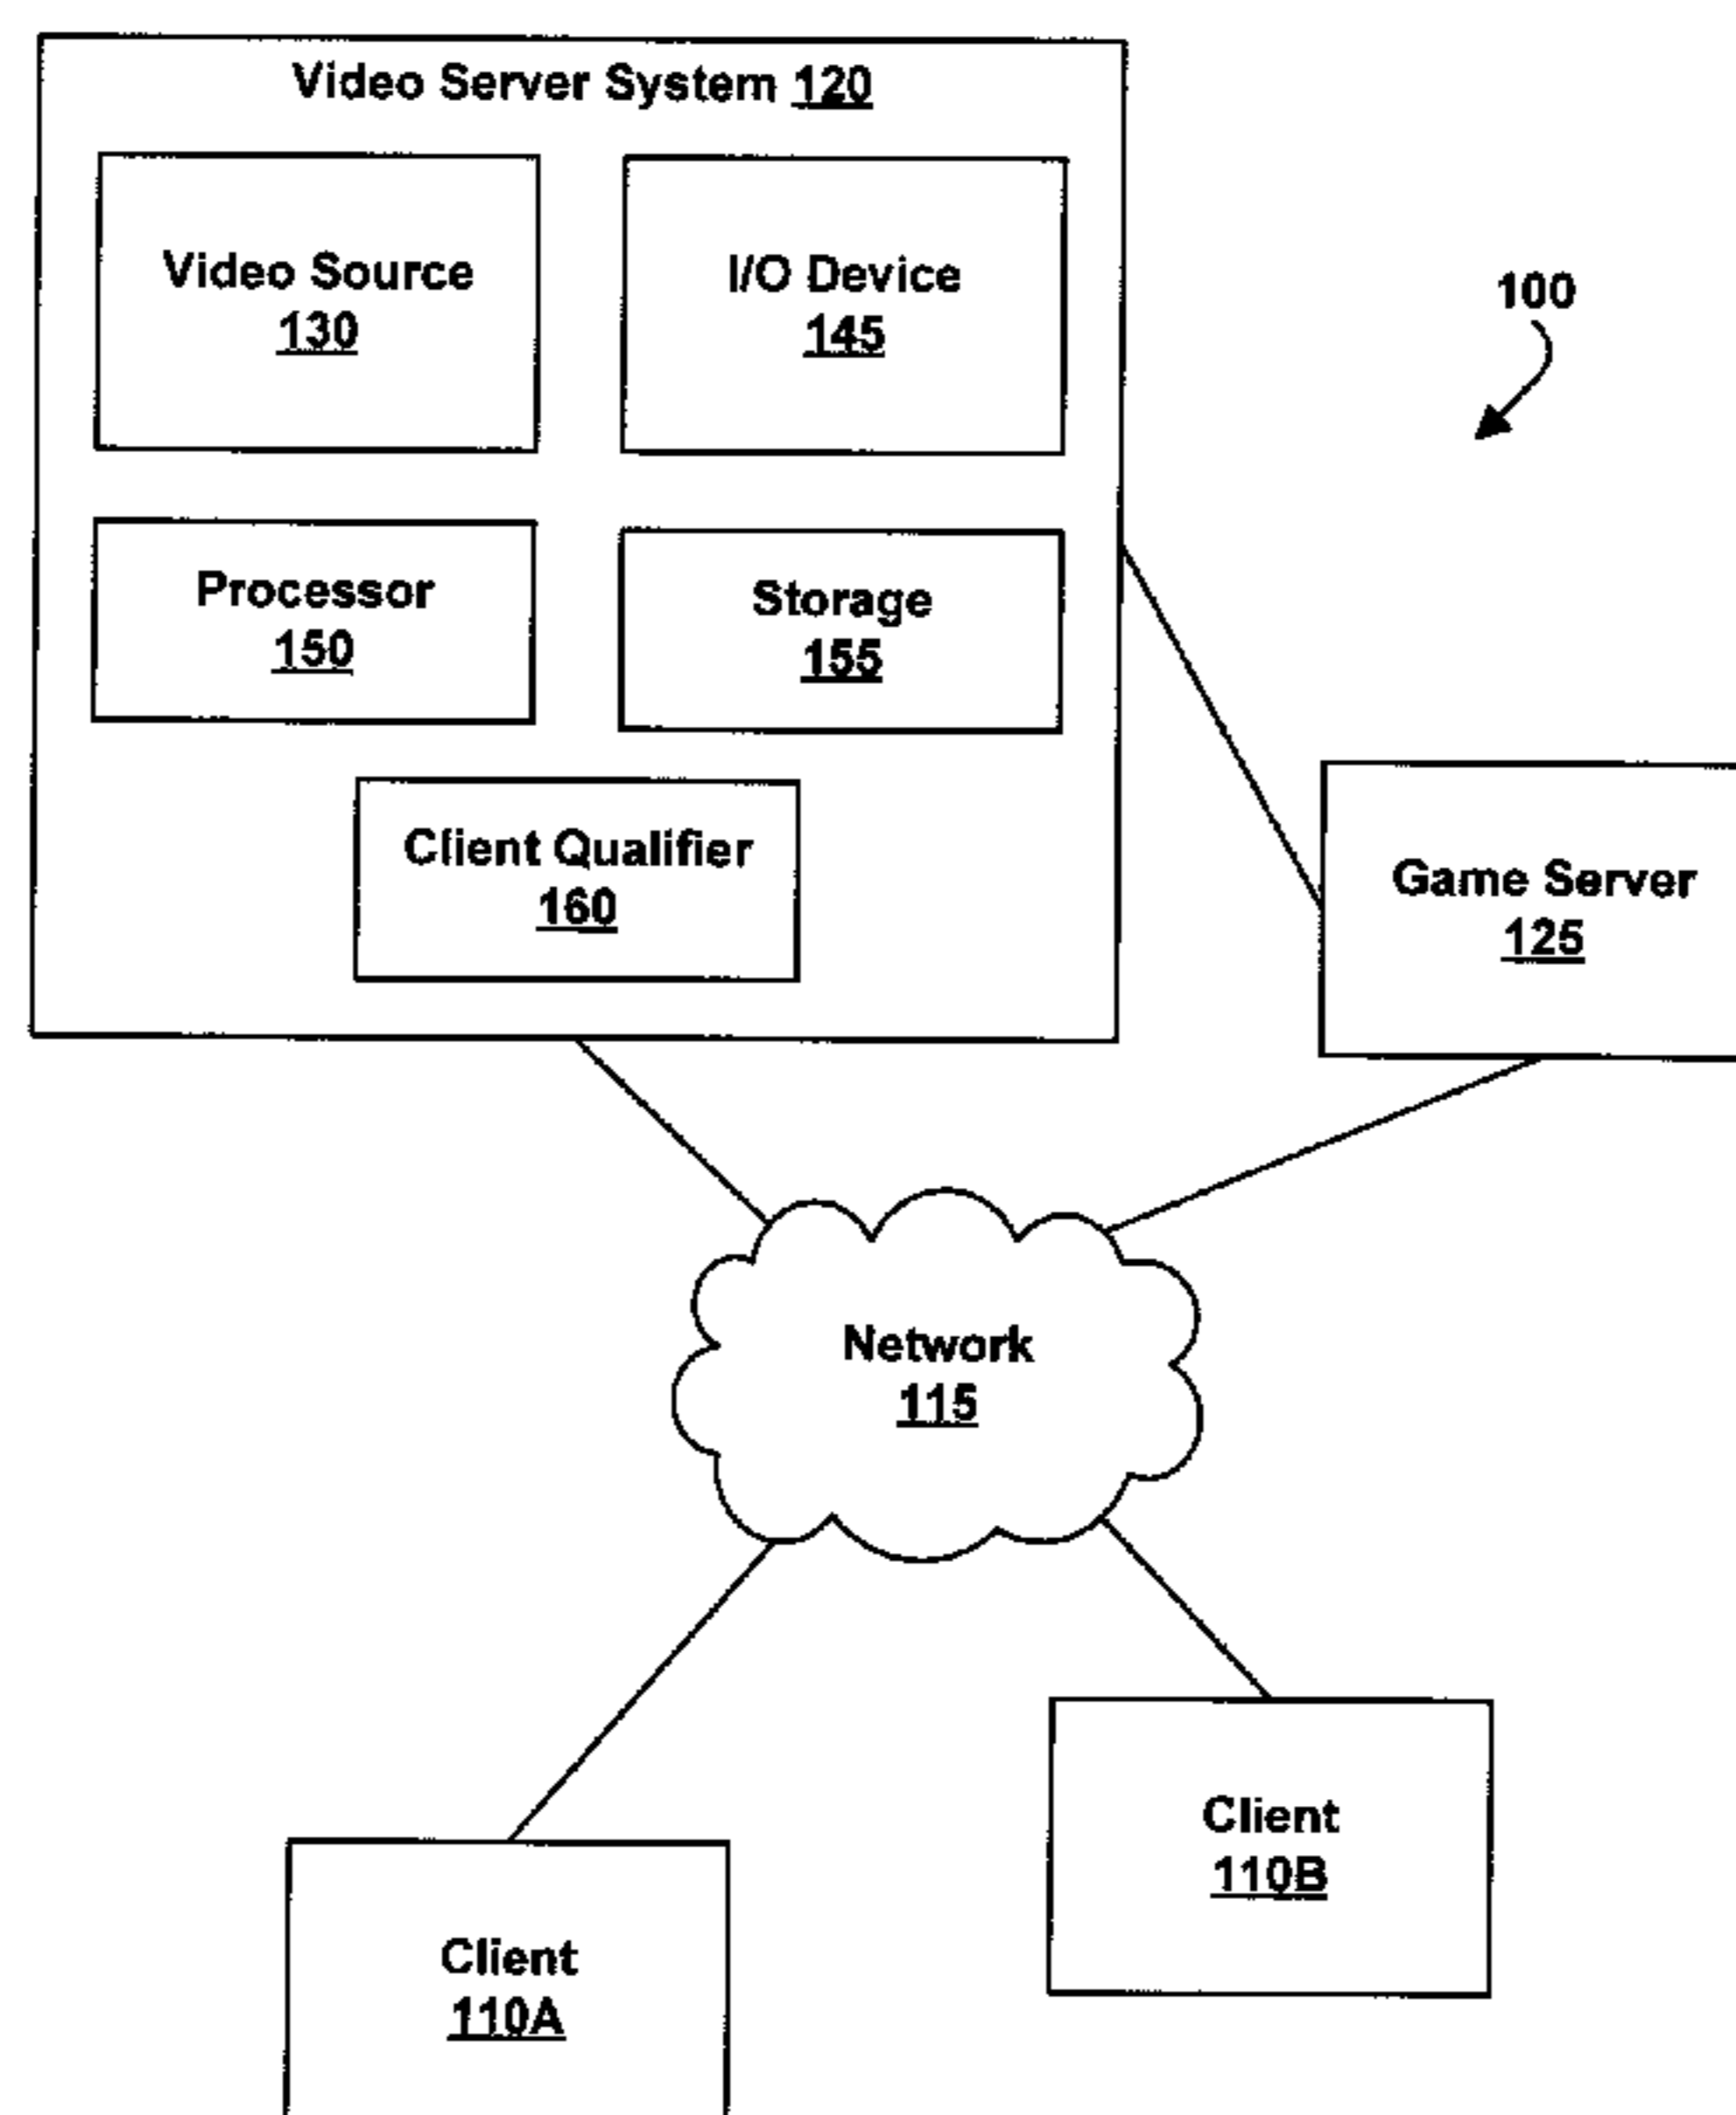 Video Server System 120
Video Source
130
I/O Device
145
100
Processor
150
Storage
155
Client Qualifier
160
Game Server
125
Network
115
Client
110B
Client
110A